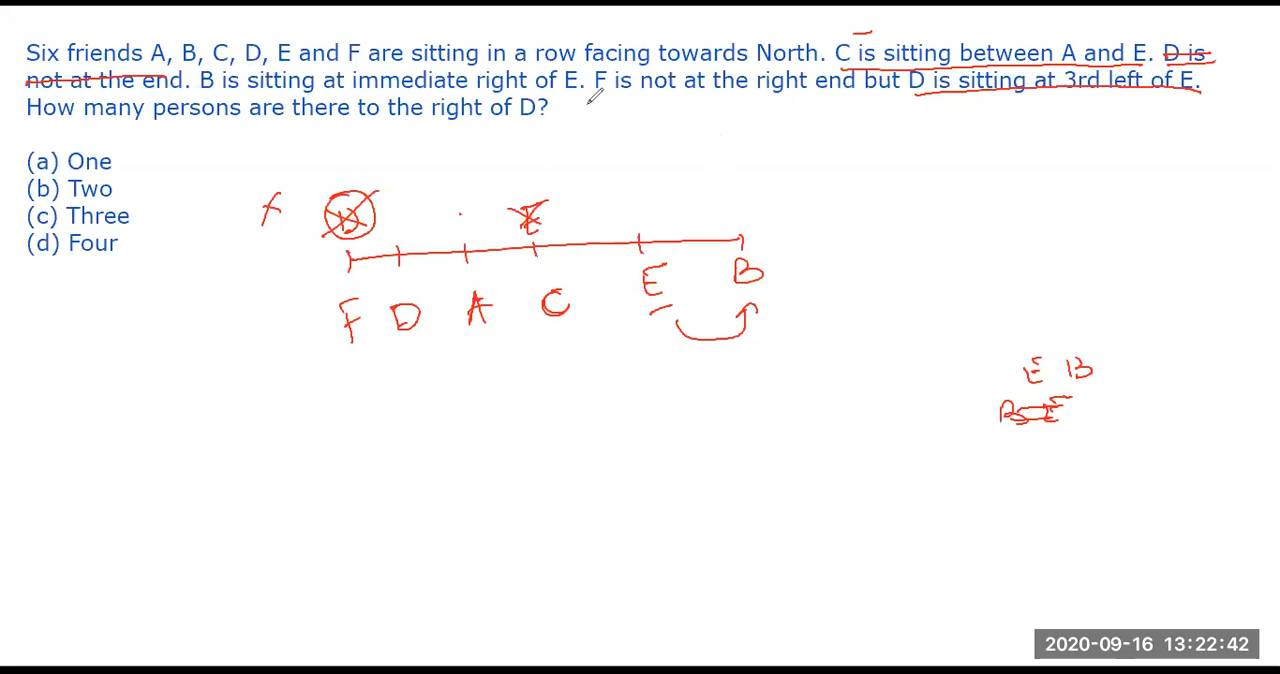 Six friends A, B, C, D, E and F are sitting in a row facing towards North. C is sitting between A and E. D is
not at the end. B is sitting at immediate right of E. F is not at the right end but D is sitting at 3rd left of E.
How many persons are there to the right of D?
(a) One
(b) Two
(c) Three
(d) Four
D E
F D A C E B
E B
B E
2020-09-16 13:22:42